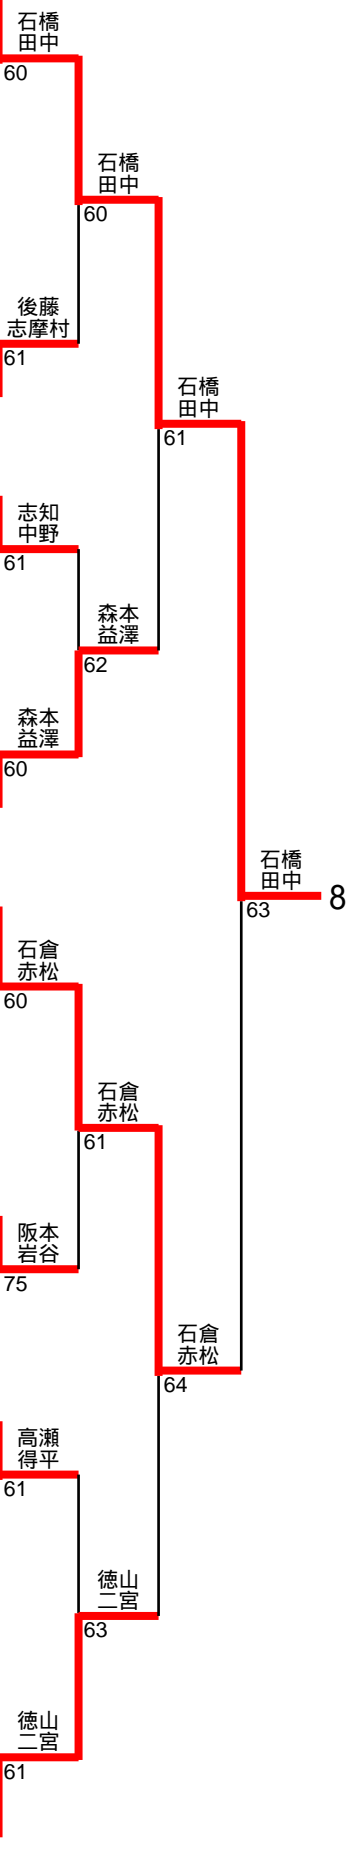 石橋
田中
60
石橋
田中
60
後藤
志摩村
61
石橋
田中
61
志知
中野
61
森本
益澤
62
森本
益澤
60
石橋
田中
63
8
石倉
赤松
60
石倉
赤松
61
阪本
岩谷
75
石倉
赤松
64
高瀬
得平
61
徳山
二宮
63
徳山
二宮
61